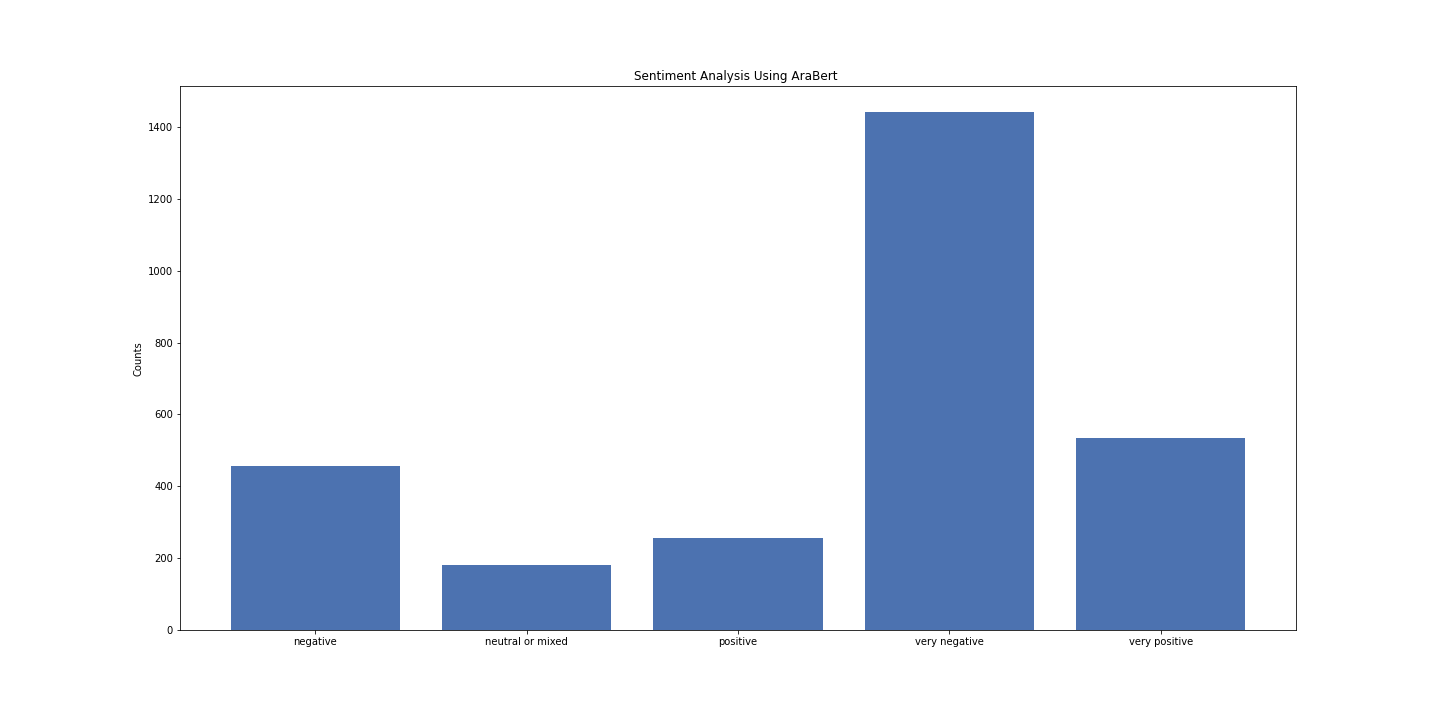 Sentiment Analysis Using AraBert
1400
1200
1000
800
600
400
200
0
Counts
negative
neutral or mixed
positive
very negative
very positive